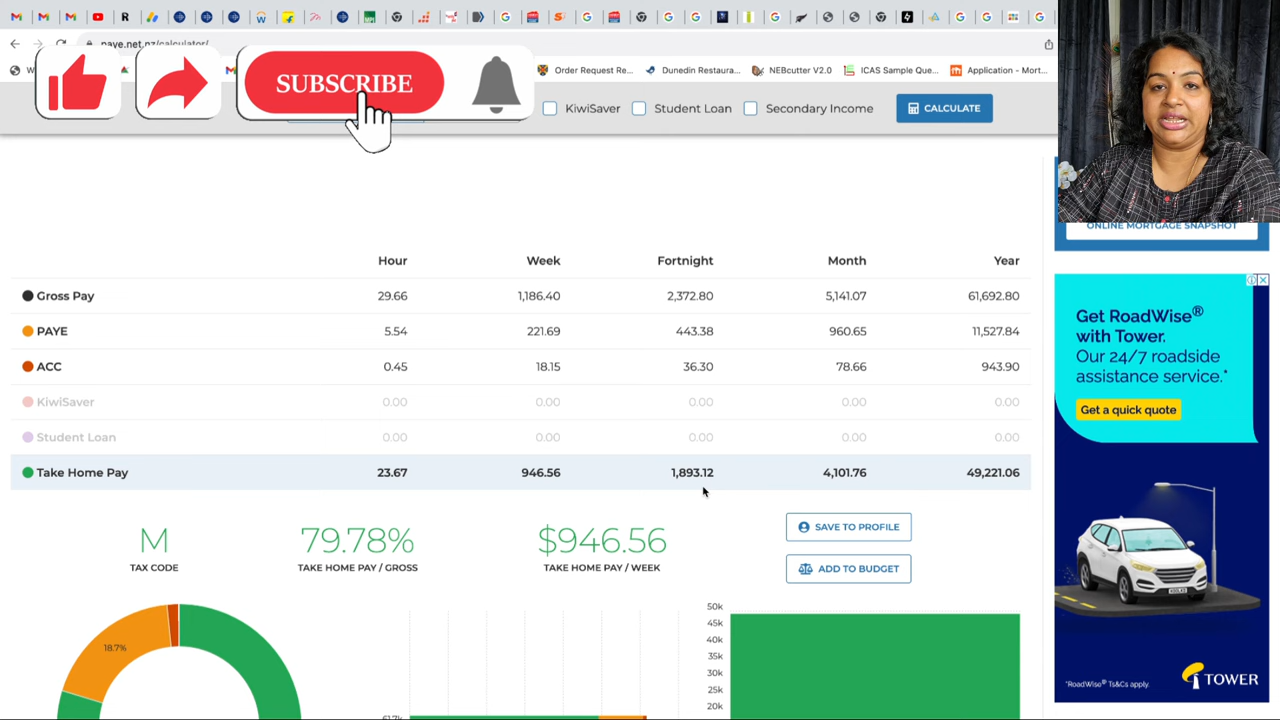 paye.net.nz/calculator/
W
Order Request Re...
Dunedin Restaura...
NEBcutter V2.0
ICAS Sample Que...
Application - Mort...
SUBSCRIBE
KiwiSaver
Student Loan
Secondary Income
CALCULATE
ONLINE MORTGAGE SNAPSHOT
Hour Week Fortnight Month Year
Gross Pay 29.66 1,186.40 2,372.80 5,141.07 61,692.80
PAYE 5.54 221.69 443.38 960.65 11,527.84
ACC 0.45 18.15 36.30 78.66 943.90
KiwiSaver 0.00 0.00 0.00 0.00 0.00
Student Loan 0.00 0.00 0.00 0.00 0.00
Take Home Pay 23.67 946.56 1,893.12 4,101.76 49,221.06
M
TAX CODE
79.78%
TAKE HOME PAY / GROSS
$946.56
TAKE HOME PAY / WEEK
SAVE TO PROFILE
ADD TO BUDGET
18.7%
50k
45k
40k
35k
30k
25k
20k
Get RoadWise®
with Tower.
Our 24/7 roadside
assistance service.*
Get a quick quote
*RoadWise® Ts&Cs apply.
TOWER